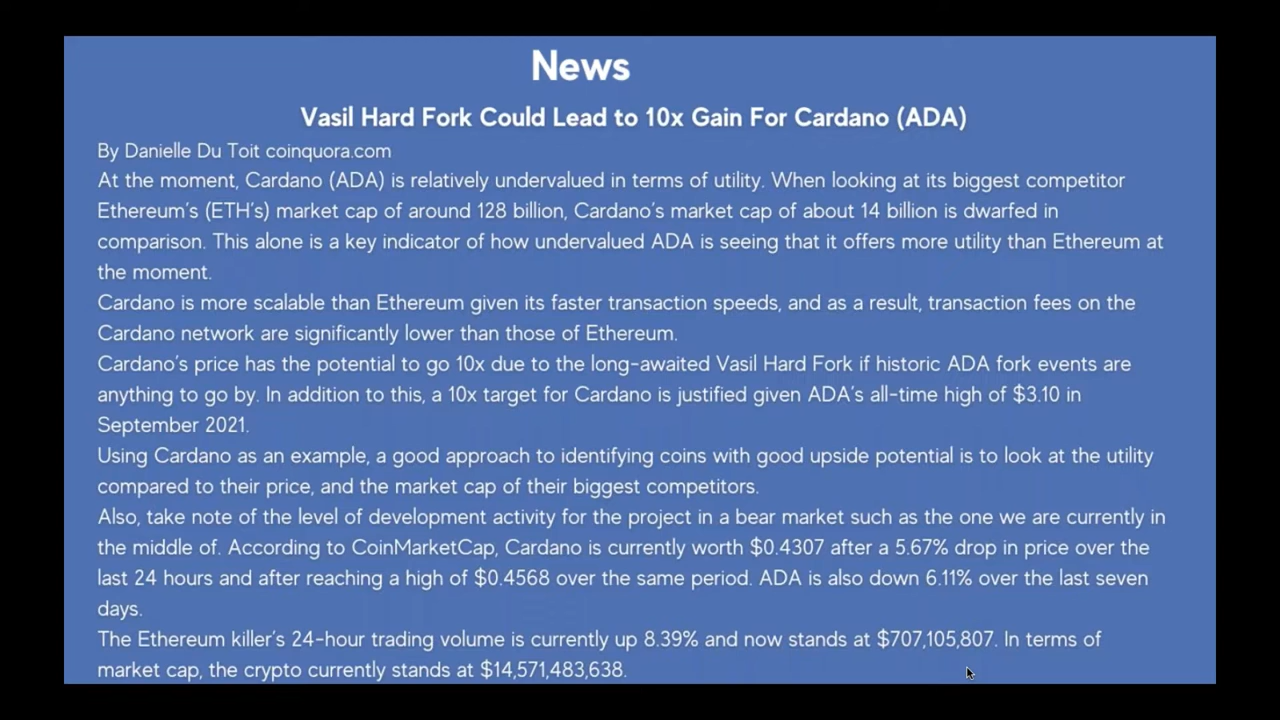 News
Vasil Hard Fork Could Lead to 10x Gain For Cardano (ADA)
By Danielle Du Toit coinquora.com
At the moment, Cardano (ADA) is relatively undervalued in terms of utility. When looking at its biggest competitor
Ethereum's (ETH's) market cap of around 128 billion, Cardano's market cap of about 14 billion is dwarfed in
comparison. This alone is a key indicator of how undervalued ADA is seeing that it offers more utility than Ethereum at
the moment.
Cardano is more scalable than Ethereum given its faster transaction speeds, and as a result, transaction fees on the
Cardano network are significantly lower than those of Ethereum.
Cardano's price has the potential to go 10x due to the long-awaited Vasil Hard Fork if historic ADA fork events are
anything to go by. In addition to this, a 10x target for Cardano is justified given ADA's all-time high of $3.10 in
September 2021.
Using Cardano as an example, a good approach to identifying coins with good upside potential is to look at the utility
compared to their price, and the market cap of their biggest competitors.
Also, take note of the level of development activity for the project in a bear market such as the one we are currently in
the middle of. According to CoinMarketCap, Cardano is currently worth $0.4307 after a 5.67% drop in price over the
last 24 hours and after reaching a high of $0.4568 over the same period. ADA is also down 6.11% over the last seven
days.
The Ethereum killer's 24-hour trading volume is currently up 8.39% and now stands at $707,105,807. In terms of
market cap, the crypto currently stands at $14,571,483,638.